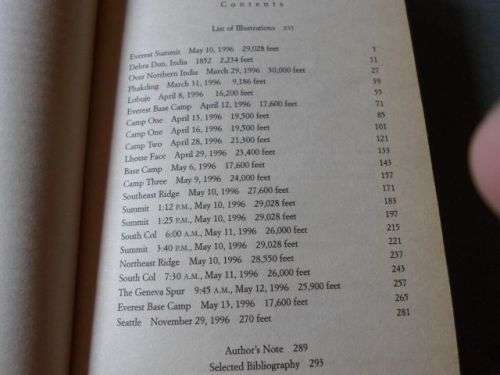 Contents
List of Illustrations xvi
Everest Summit May 10, 1996 29,028 feet 1
Dehra Dun, India 1852 2,234 feet 11
Over Northern India March 29, 1996 30,000 feet 27
Phakding March 31, 1996 9,186 feet 39
Lobuje April 8, 1996 16,200 feet 55
Everest Base Camp April 12, 1996 17,600 feet 71
Camp One April 13, 1996 19,500 feet 85
Camp One April 16, 1996 19,500 feet 101
Camp Two April 28, 1996 21,300 feet 121
Lhotse Face April 29, 1996 23,400 feet 133
Base Camp May 6, 1996 17,600 feet 143
Camp Three May 9, 1996 24,000 feet 157
Southeast Ridge May 10, 1996 27,600 feet 171
Summit 1:12 P.M., May 10, 1996 29,028 feet 183
Summit 1:25 P.M., May 10, 1996 29,028 feet 197
South Col 6:00 A.M., May 11, 1996 26,000 feet 215
Summit 3:40 P.M., May 10, 1996 29,028 feet 221
Northeast Ridge May 10, 1996 28,550 feet 237
South Col 7:30 A.M., May 11, 1996 26,000 feet 243
The Geneva Spur 9:45 A.M., May 12, 1996 25,900 feet 257
Everest Base Camp May 13, 1996 17,600 feet 265
Seattle November 29, 1996 270 feet 281
Author's Note 289
Selected Bibliography 293